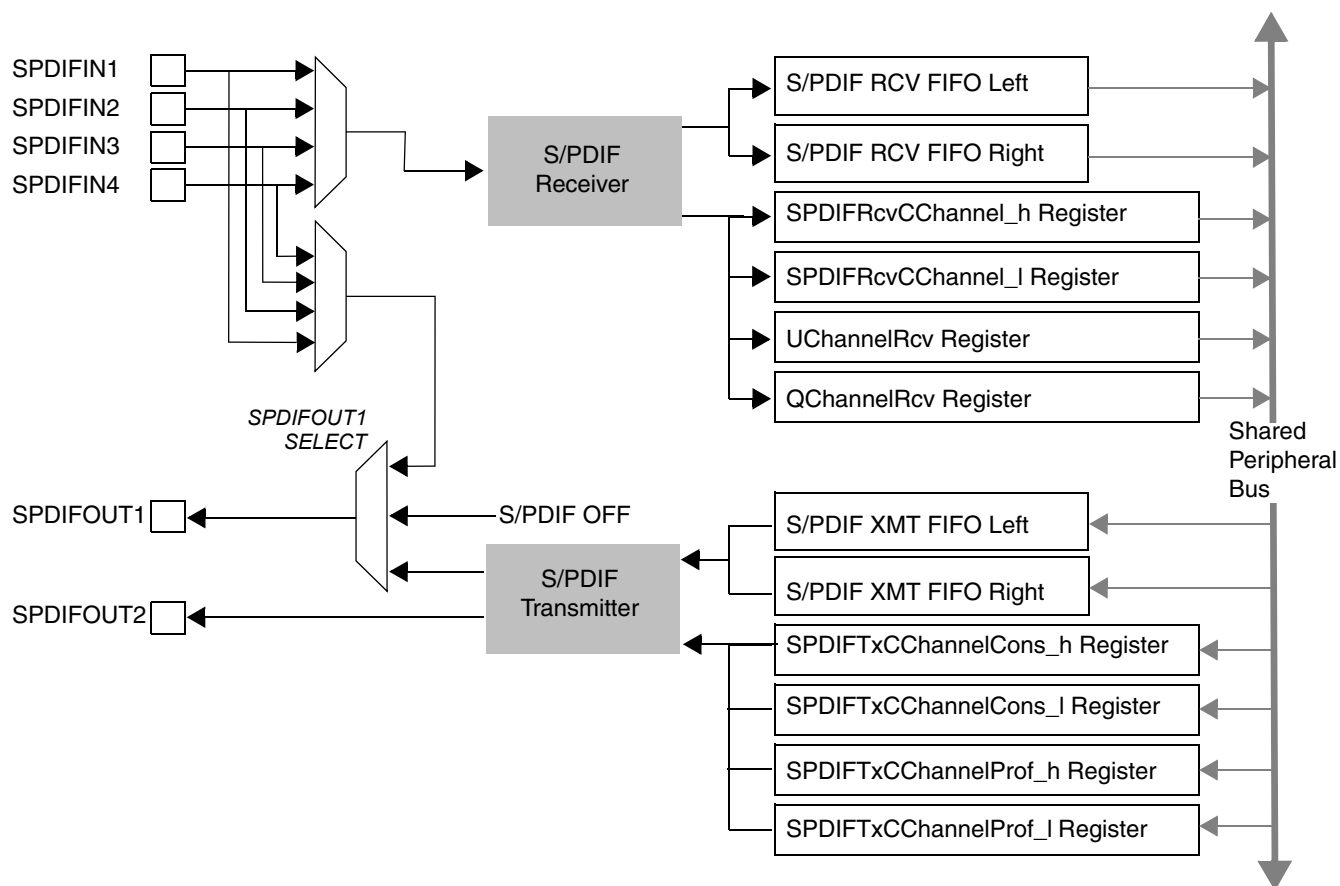 SPDIFIN1
SPDIFIN2
SPDIFIN3
SPDIFIN4
S/PDIF
Receiver
S/PDIF RCV FIFO Left
S/PDIF RCV FIFO Right
SPDIFRcvCChannel_h Register
SPDIFRcvCChannel_l Register
UChannelRcv Register
QChannelRcv Register
Shared
Peripheral
Bus
SPDIFOUT1
SELECT
SPDIFOUT1
S/PDIF OFF
SPDIFOUT2
S/PDIF
Transmitter
S/PDIF XMT FIFO Left
S/PDIF XMT FIFO Right
SPDIFTxCChannelCons_h Register
SPDIFTxCChannelCons_l Register
SPDIFTxCChannelProf_h Register
SPDIFTxCChannelProf_l Register